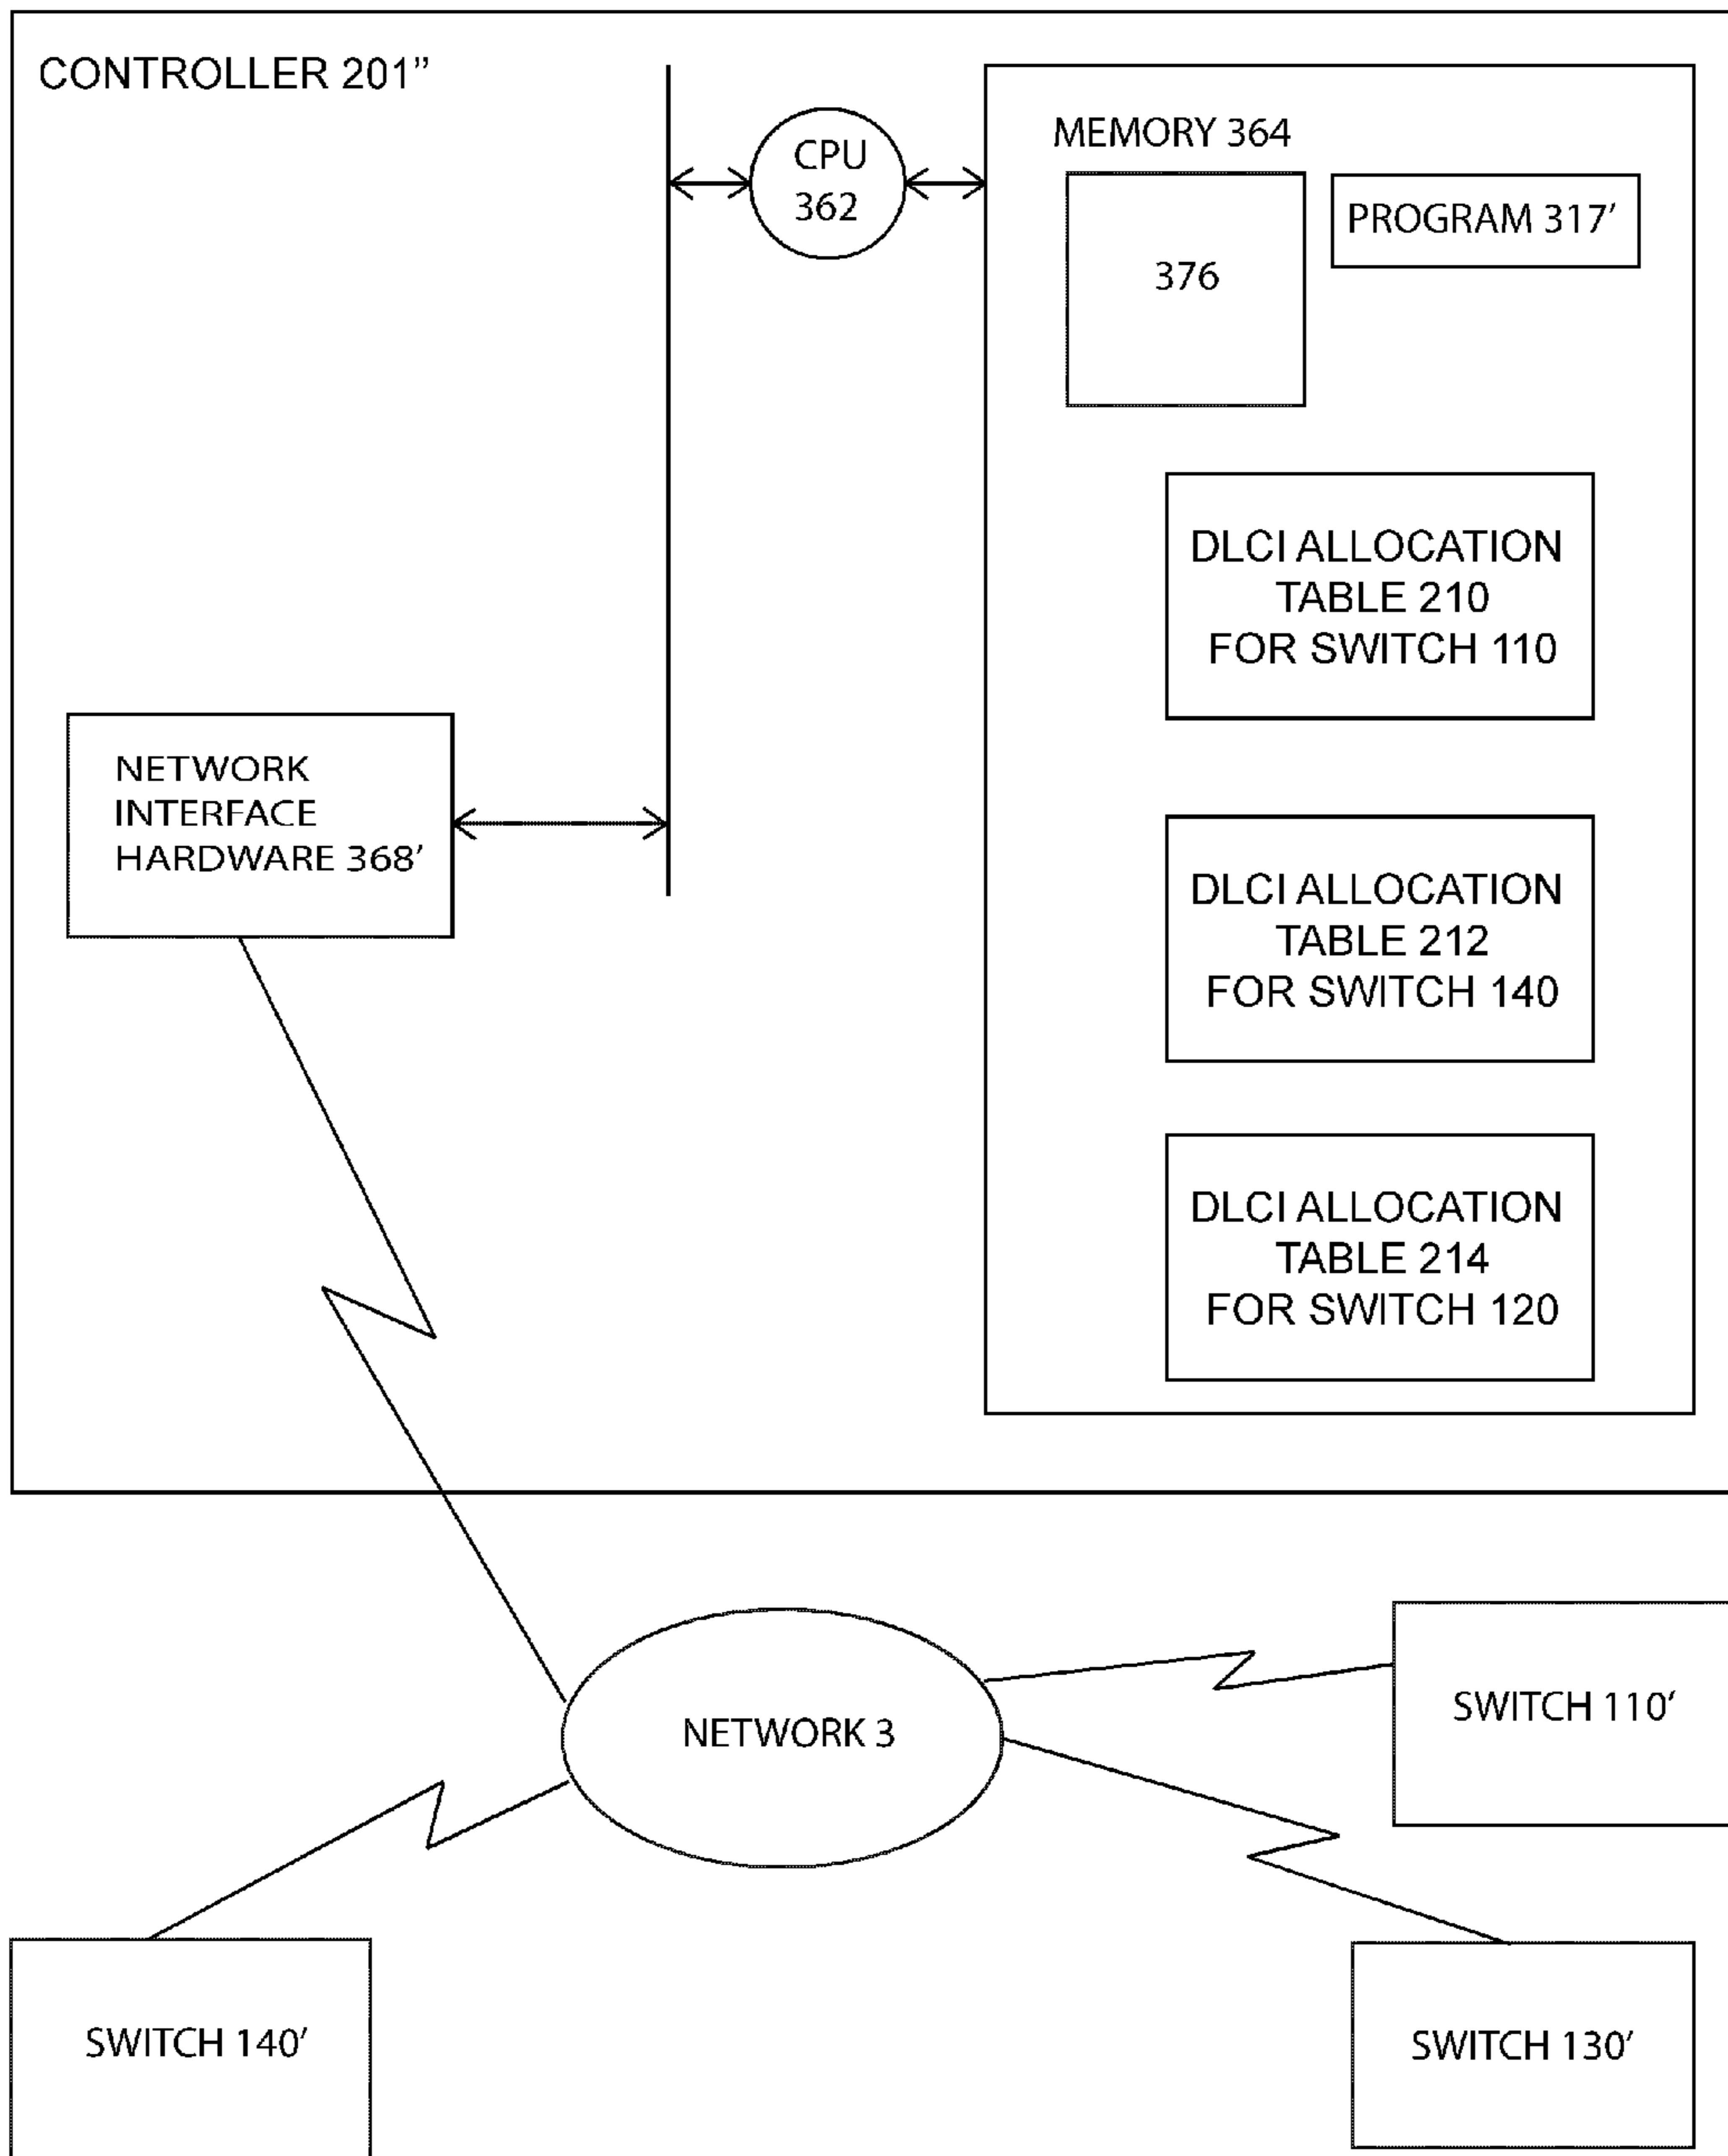 CONTROLLER 201”
CPU
362
MEMORY 364
376
PROGRAM 317’
DLCI ALLOCATION
TABLE 210
FOR SWITCH 110
NETWORK
INTERFACE
HARDWARE 368'
DLCI ALLOCATION
TABLE 212
FOR SWITCH 140
DLCI ALLOCATION
TABLE 214
FOR SWITCH 120
NETWORK 3
SWITCH 110’
SWITCH 140’
SWITCH 130’